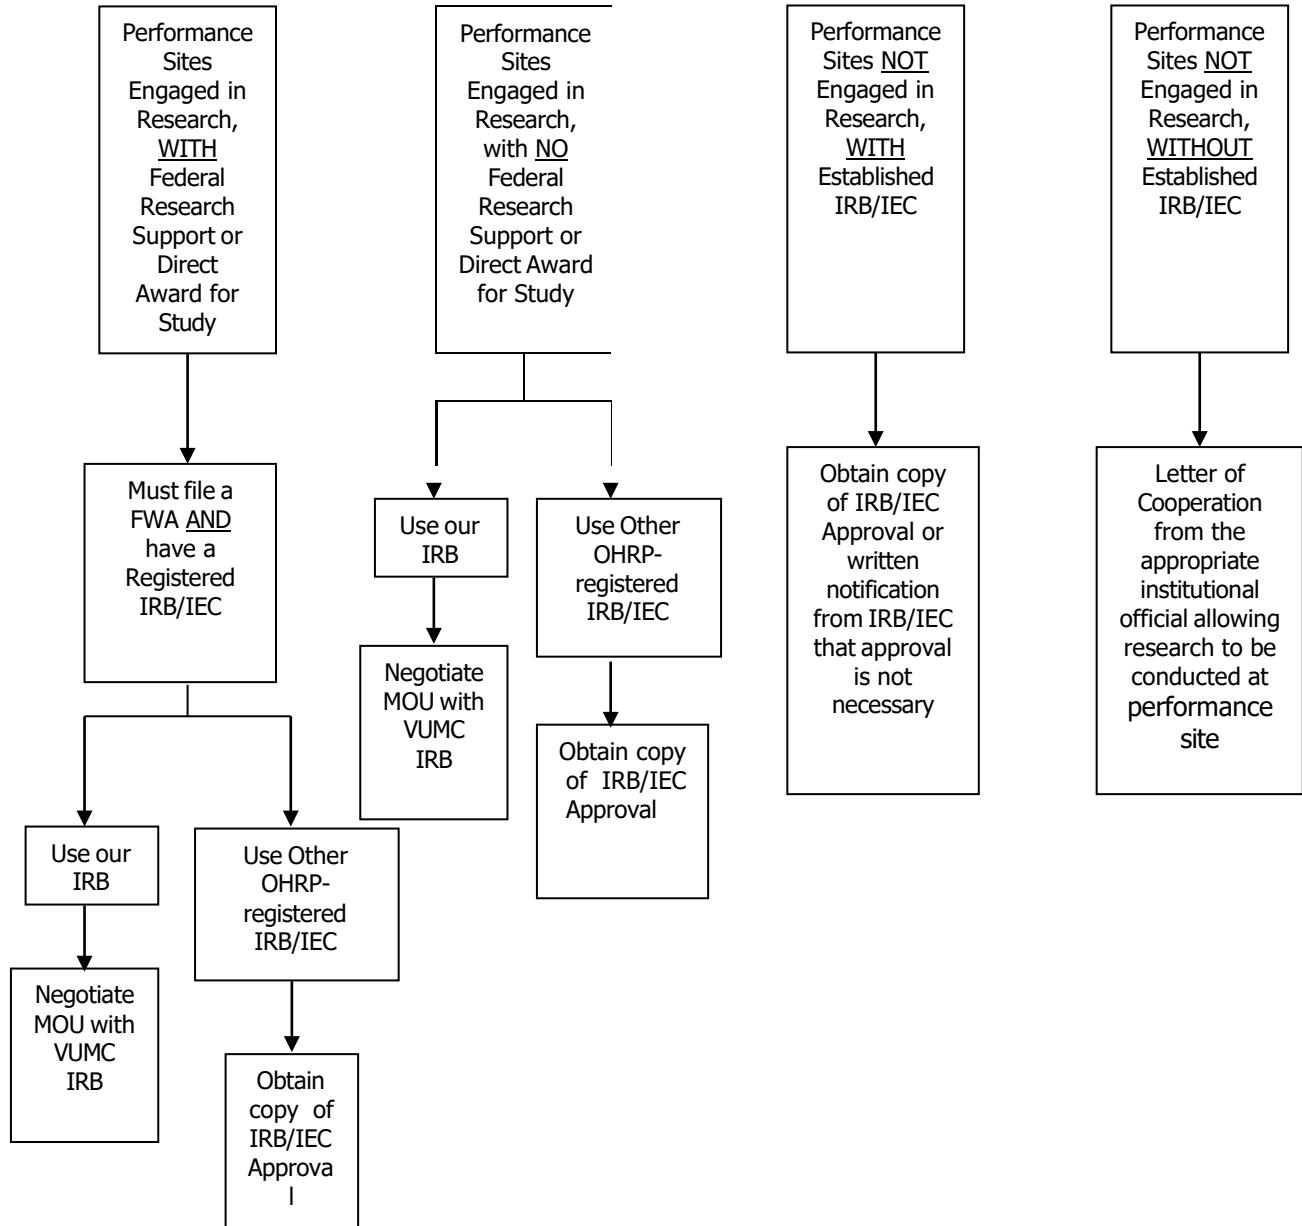 Performance
Sites
Engaged in
Research,
WITH
Federal
Research
Support or
Direct
Award for
Study
Performance
Sites
Engaged in
Research,
with NO
Federal
Research
Support or
Direct Award
for Study
Performance
Sites NOT
Engaged in
Research,
WITH
Established
IRB/IEC
Performance
Sites NOT
Engaged in
Research,
WITHOUT
Established
IRB/IEC
Must file a
FWA AND
have a
Registered
IRB/IEC
Use our
IRB
Use Other
OHRP-
registered
IRB/IEC
Obtain copy
of IRB/IEC
Approval or
written
notification
from IRB/IEC
that approval
is not
necessary
Letter of
Cooperation
from the
appropriate
institutional
official allowing
research to be
conducted at
performance
site
Negotiate
MOU with
VUMC
IRB
Obtain copy
of IRB/IEC
Approval
Use our
IRB
Use Other
OHRP-
registered
IRB/IEC
Negotiate
MOU with
VUMC
IRB
Obtain
copy of
IRB/IEC
Approva
l